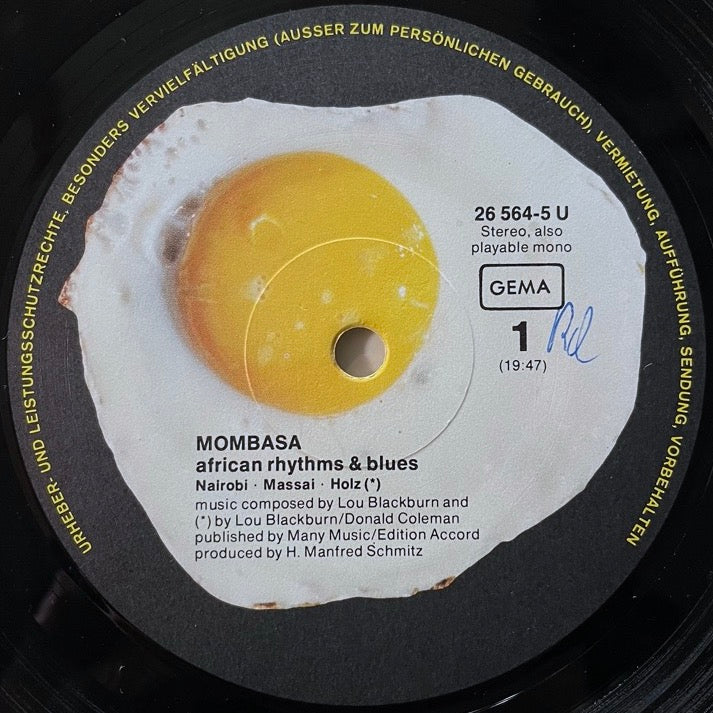 URHEBER- UND LEISTUNGSSCHUTZRECHTE, BESONDERS VERVIELFÄLTIGUNG (AUSSER ZUM PERSÖNLICHEN GEBRAUCH), VERMIETUNG, AUFFÜHRUNG, SENDUNG, VORBEHALTEN
26 564-5 U
Stereo, also
playable mono
GEMA
1
(19:47)
MOMBASA
african rhythms & blues
Nairobi · Massai · Holz (*)
music composed by Lou Blackburn and
(*) by Lou Blackburn/Donald Coleman
published by Many Music/Edition Accord
produced by H. Manfred Schmitz